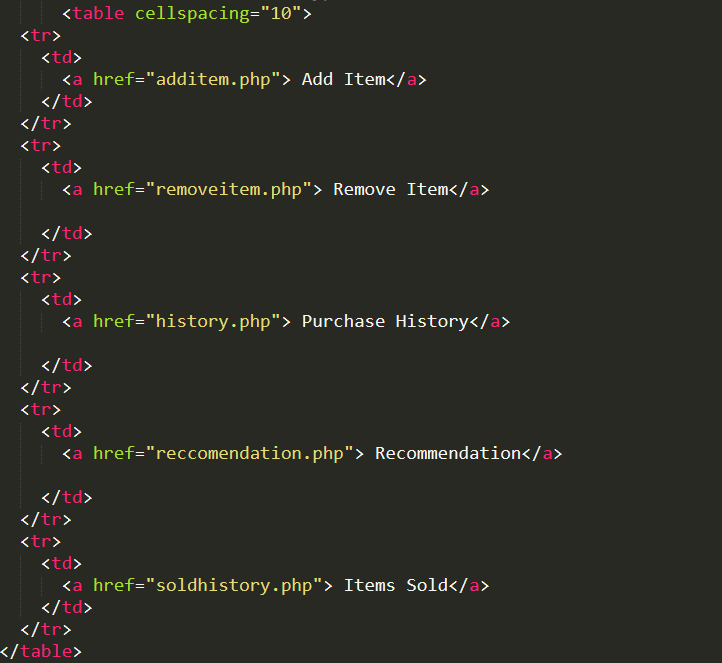 <table cellspacing="10">
<tr>
<td>
<a href="additem.php"> Add Item</a>
</td>
</tr>
<tr>
<td>
<a href="removeitem.php"> Remove Item</a>
</td>
</tr>
<tr>
<td>
<a href="history.php"> Purchase History</a>
</td>
</tr>
<tr>
<td>
<a href="reccomendation.php"> Recommendation</a>
</td>
</tr>
<tr>
<td>
<a href="soldhistory.php"> Items Sold</a>
</td>
</tr>
</table>